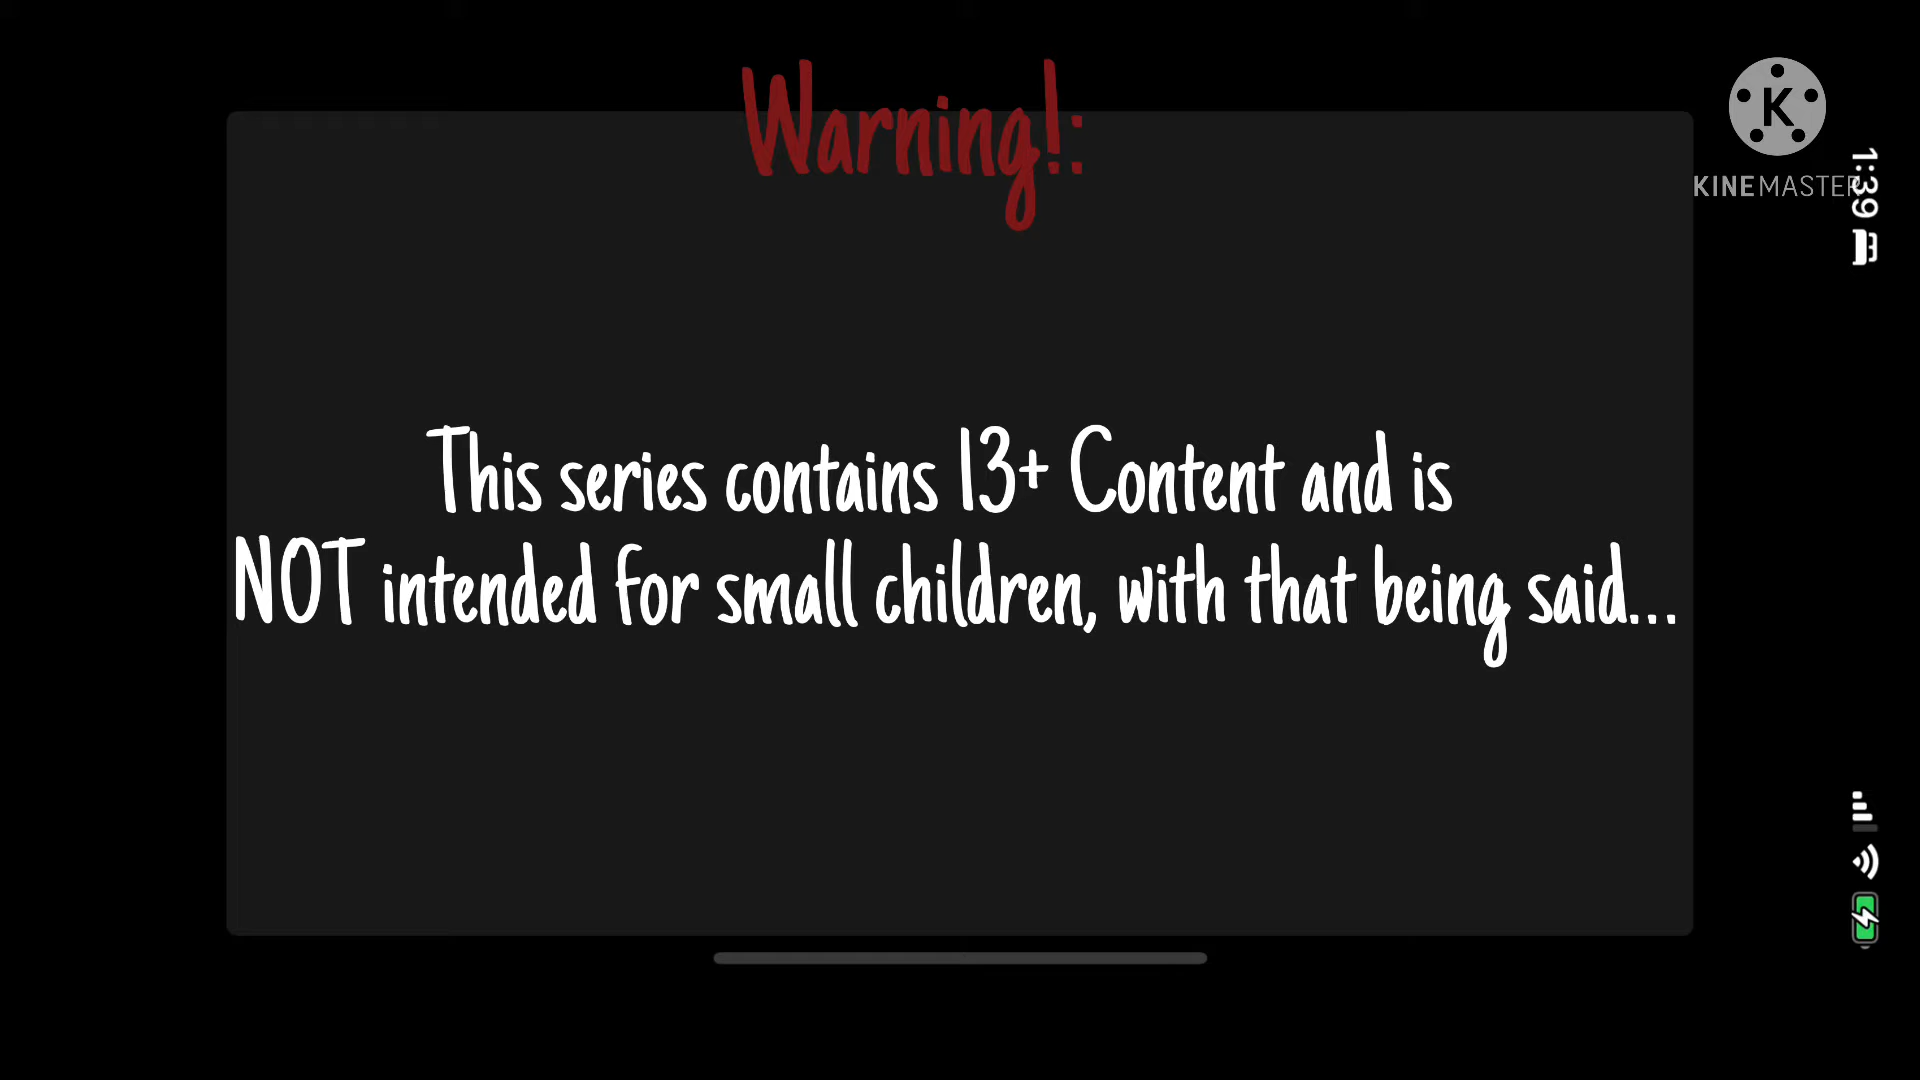 Warning!:
KINEMASTER
1:39
This series contains 13+ Content and is
NOT intended for small children, with that being said...